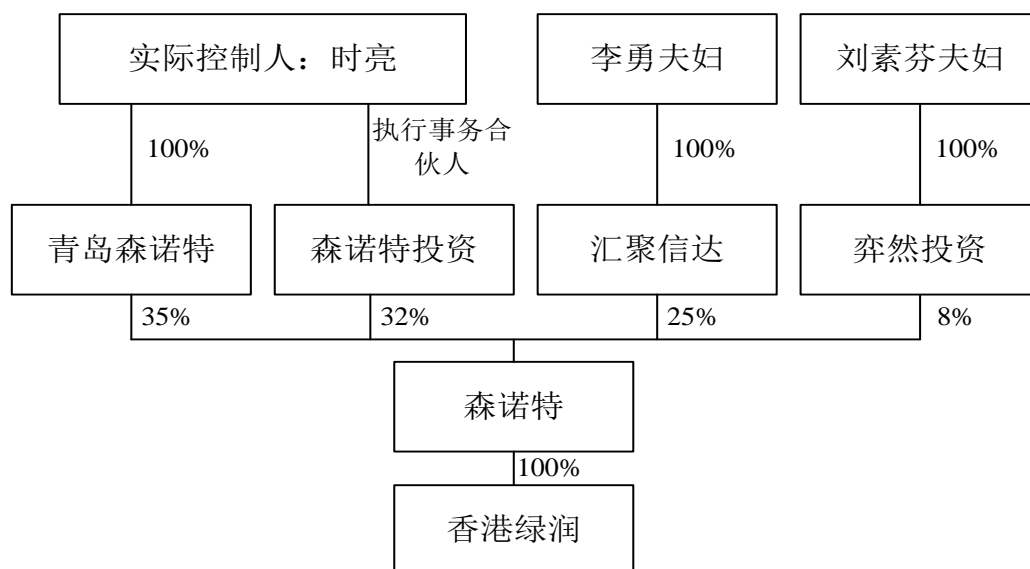 实际控制人：时亮
李勇夫妇
刘素芬夫妇
100%
执行事务合
伙人
100%
100%
青岛森诺特
森诺特投资
汇聚信达
弈然投资
35%
32%
25%
8%
森诺特
100%
香港绿润